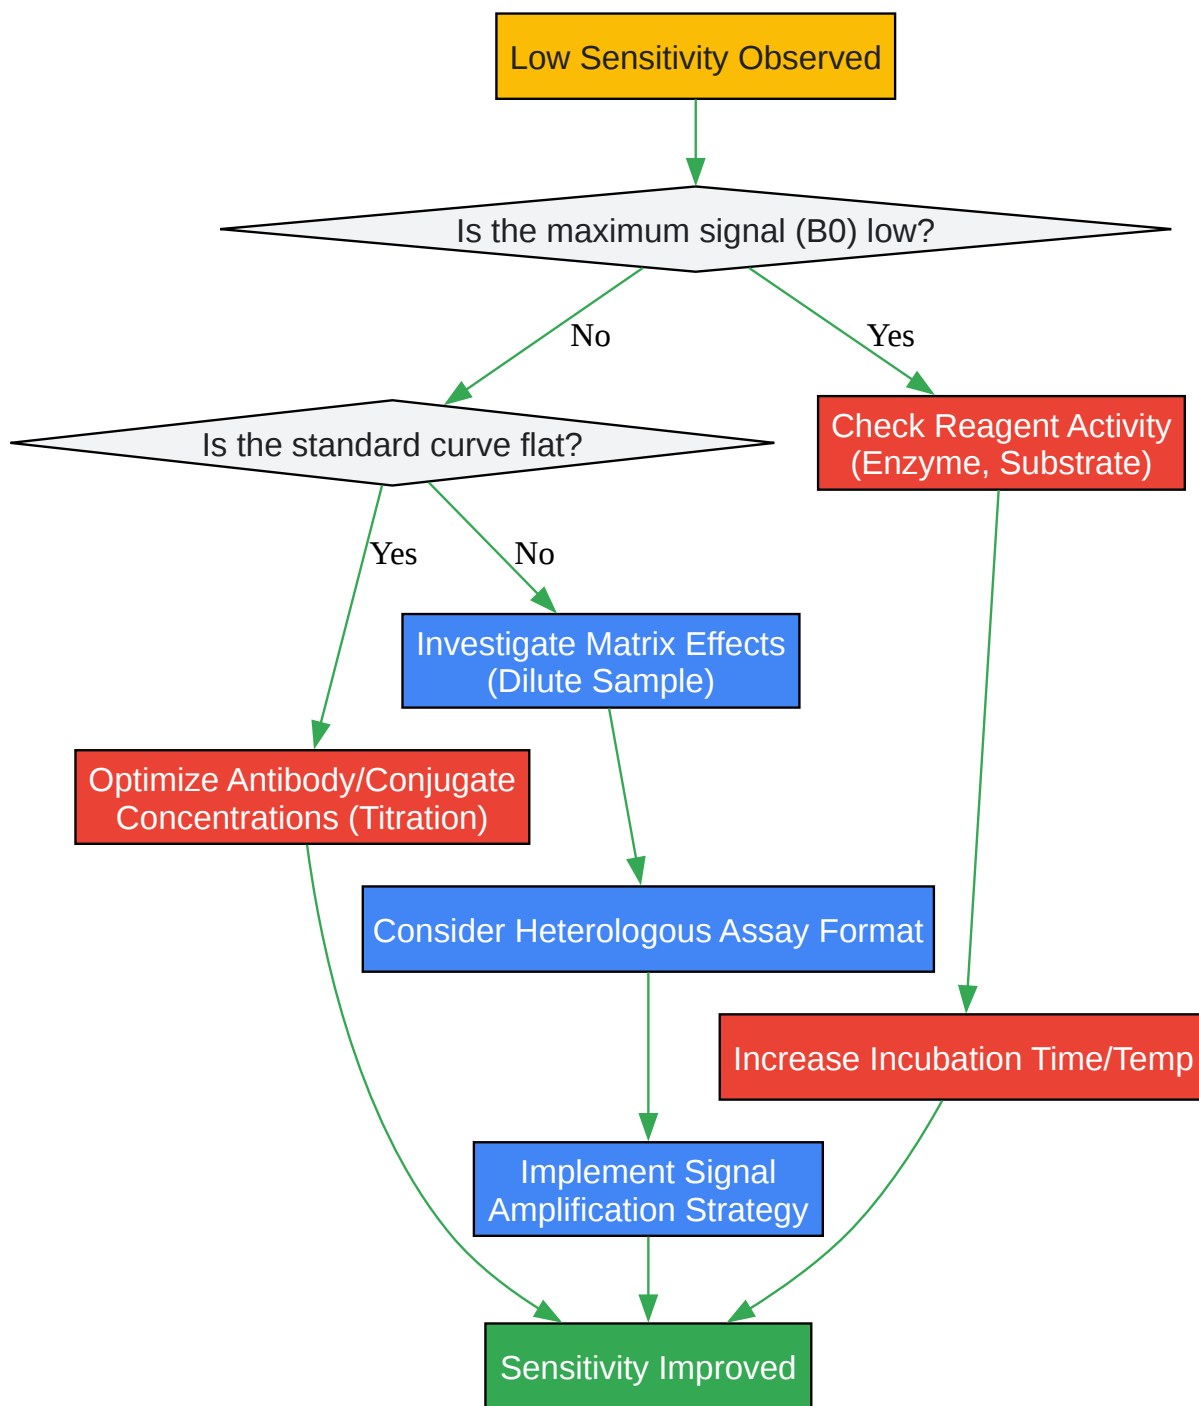 Low Sensitivity Observed
Is the maximum signal (B0) low?
No
Yes
Is the standard curve flat?
Check Reagent Activity
(Enzyme, Substrate)
Yes
No
Investigate Matrix Effects
(Dilute Sample)
Optimize Antibody/Conjugate
Concentrations (Titration)
Consider Heterologous Assay Format
Increase Incubation Time/Temp
Implement Signal
Amplification Strategy
Sensitivity Improved